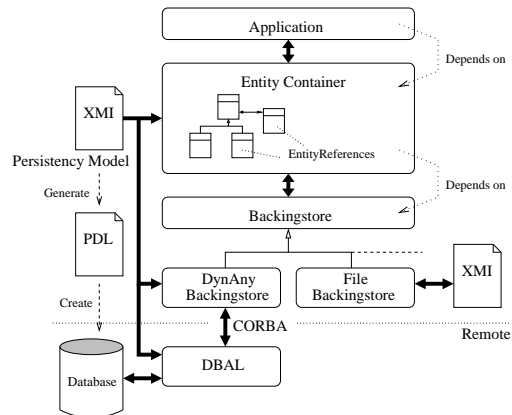 Application
Depends on
Entity Container
XMI
EntityReferences
Persistency Model
Generate
Depends on
Backingstore
PDL
DynAny
Backingstore
File
Backingstore
XMI
Create
CORBA
Remote
DBAL
Database